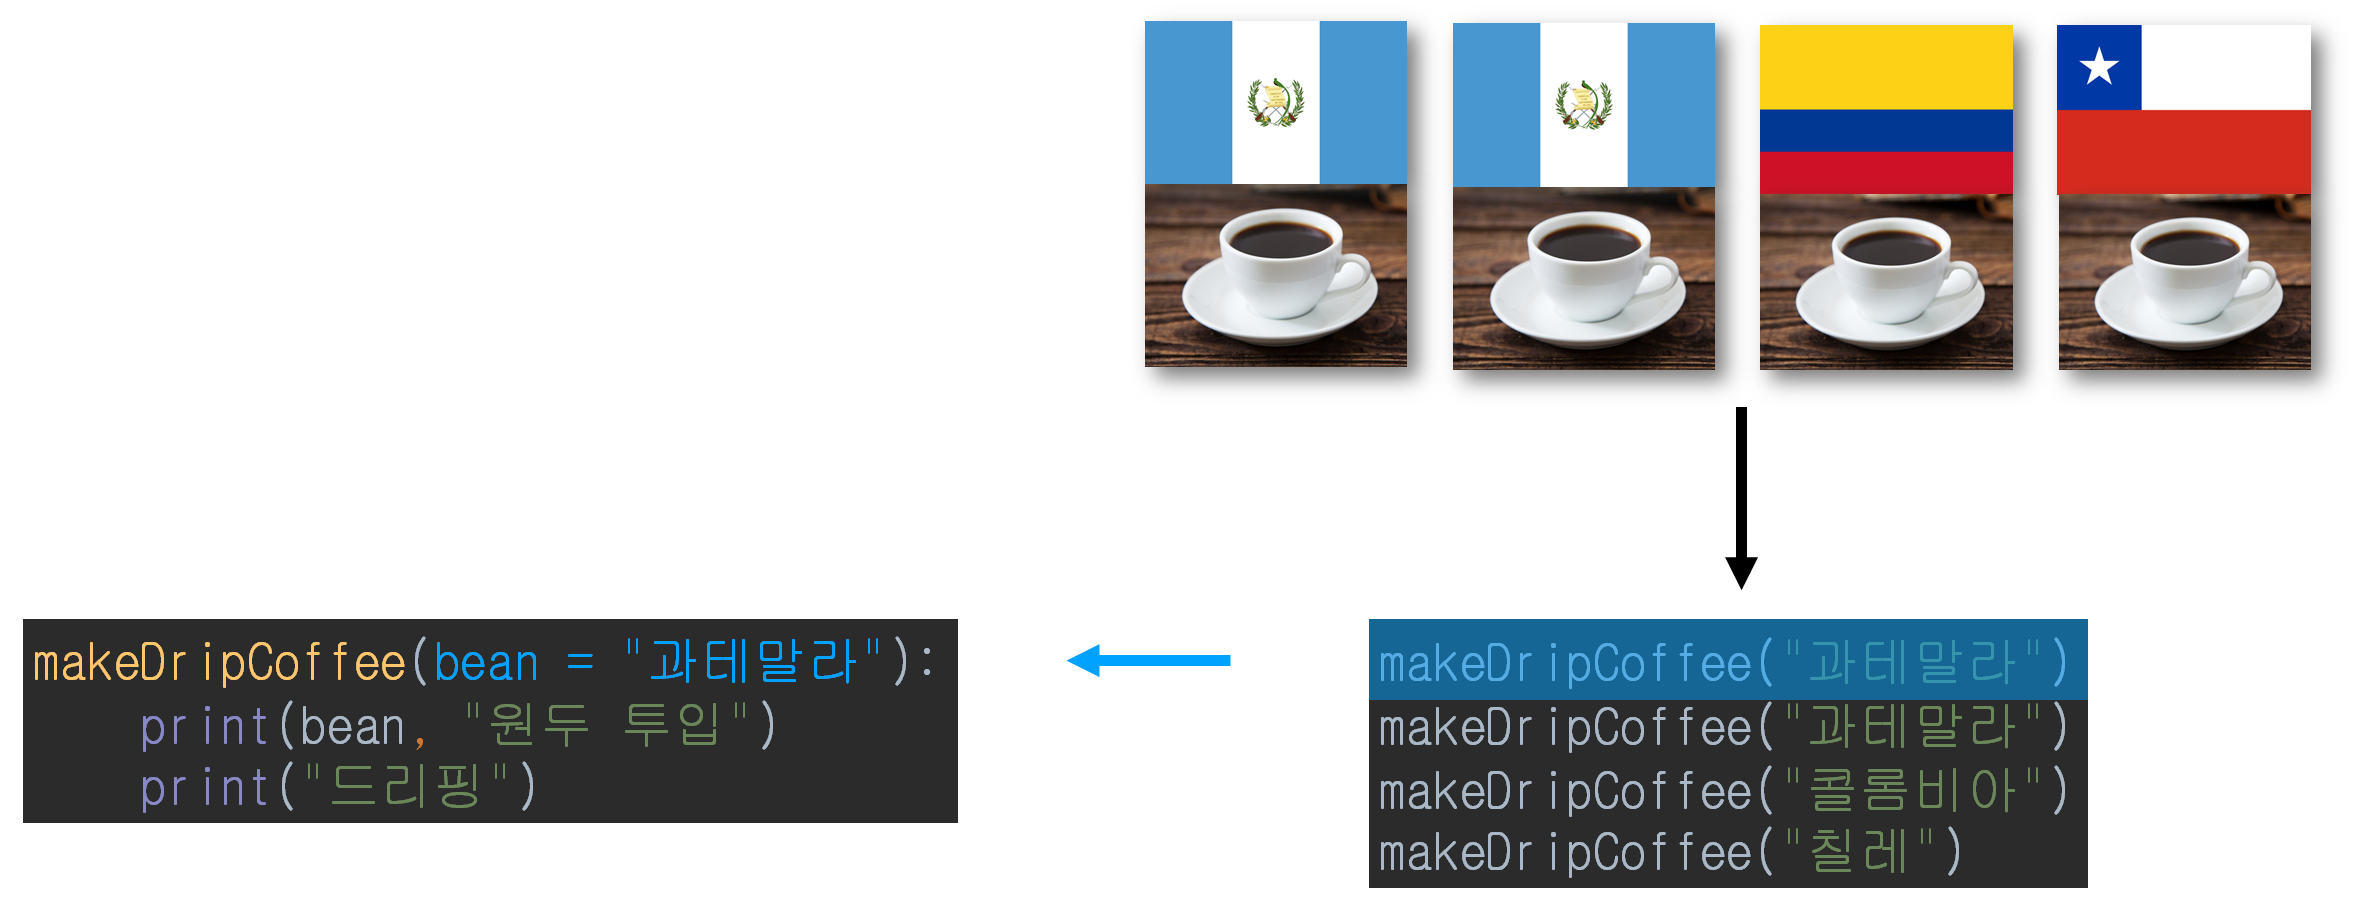 makeDripCoffee(bean = "과테말라"):
print(bean, "원두 투입")
print("드리핑")
makeDripCoffee("과테말라")
makeDripCoffee("과테말라")
makeDripCoffee("콜롬비아")
makeDripCoffee("칠레")